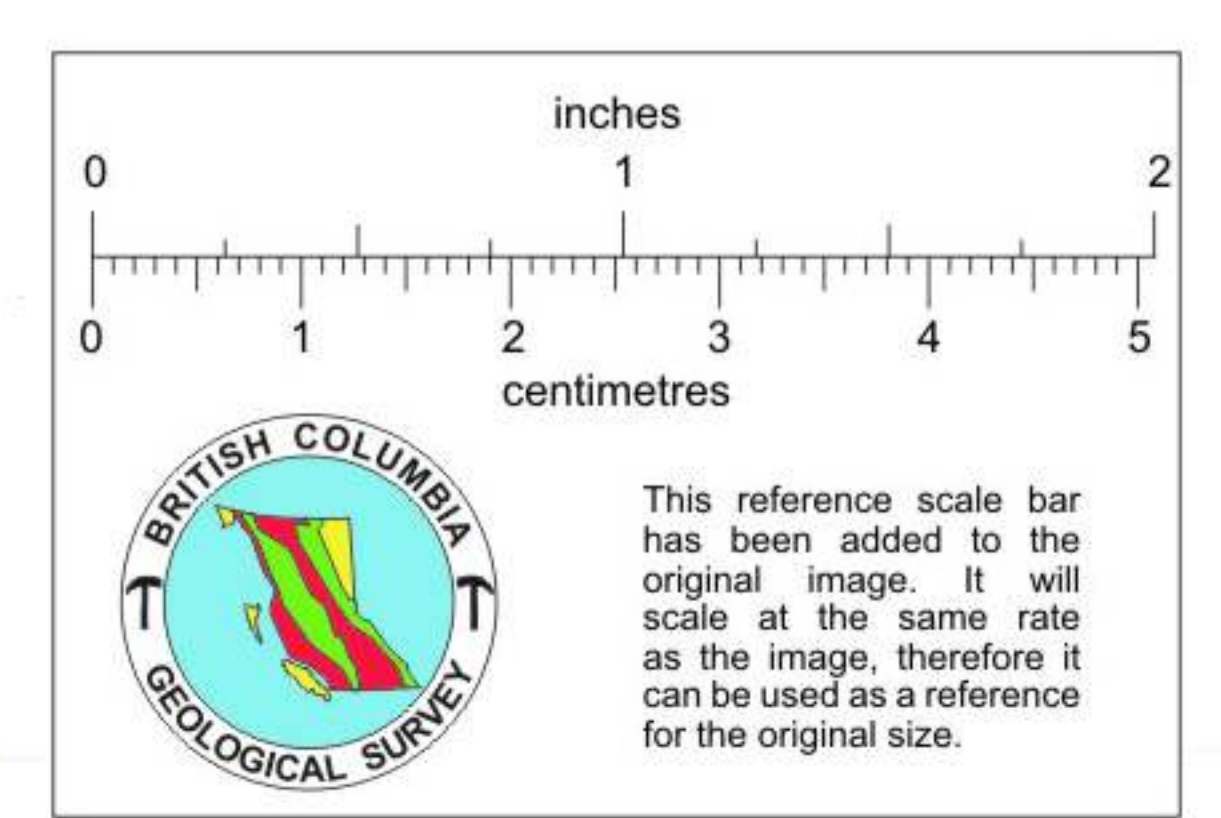 inches
0 1 2
0 1 2 3 4 5
centimetres
BRITISH COLUMBIA
GEOLOGICAL SURVEY
This reference scale bar
has been added to the
original image. It will
scale at the same rate
as the image, therefore it
can be used as a reference
for the original size.